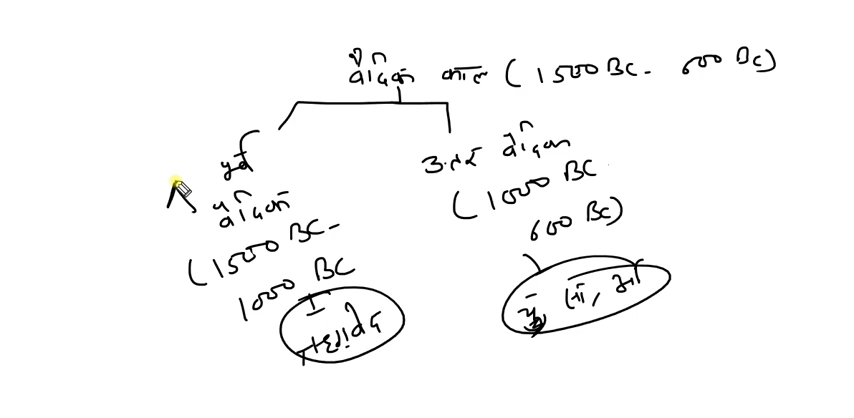 वैदिक काल (1500 BC - 600 BC)
पूर्व
वैदिक
(1500 BC -
1000 BC
उत्तर वैदिक
(1000 BC
600 BC)